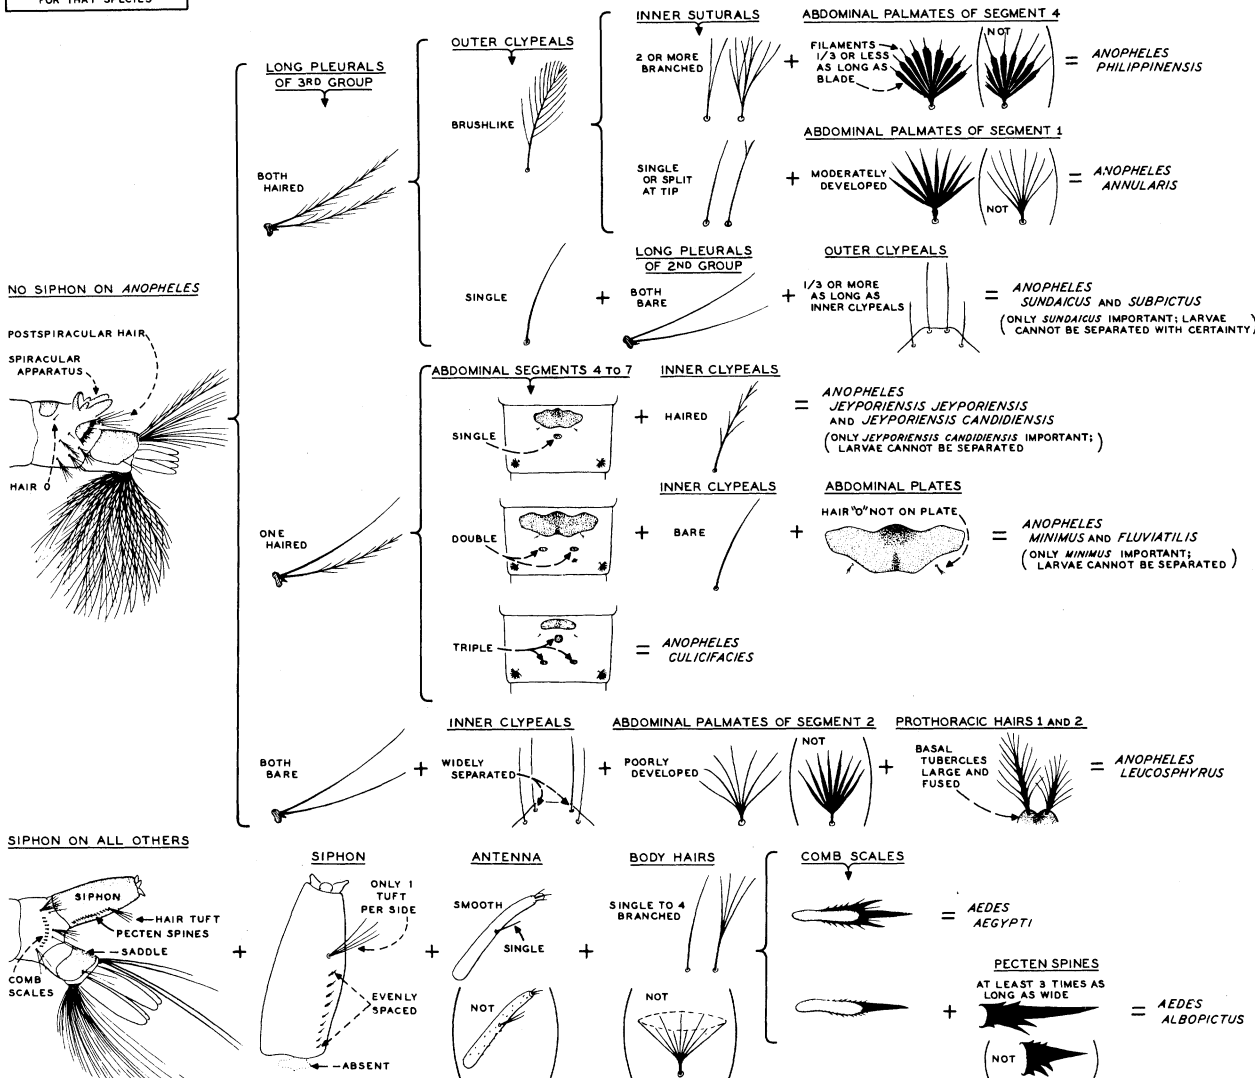 FOR THAT SPECIES
INNER SUTURALS
ABDOMINAL PALMATES OF SEGMENT 4
OUTER CLYPEALS
LONG PLEURALS
OF 3RD GROUP
2 OR MORE
BRANCHED
+
FILAMENTS
1/3 OR LESS
AS LONG AS
BLADE
NOT
=
ANOPHELES
PHILIPPINENSIS
BRUSHLIKE
ABDOMINAL PALMATES OF SEGMENT 1
BOTH
HAIRED
SINGLE
OR SPLIT
AT TIP
+
MODERATELY
DEVELOPED
NOT
=
ANOPHELES
ANNULARIS
LONG PLEURALS
OF 2ND GROUP
OUTER CLYPEALS
SINGLE
+
BOTH
BARE
+
1/3 OR MORE
AS LONG AS
INNER CLYPEALS
=
ANOPHELES
SUNDAICUS AND SUBPICTUS
(ONLY SUNDAICUS IMPORTANT; LARVAE
CANNOT BE SEPARATED WITH CERTAINTY)
NO SIPHON ON ANOPHELES
POSTSPIRACULAR HAIR
SPIRACULAR
APPARATUS
HAIR O
ABDOMINAL SEGMENTS 4 TO 7
INNER CLYPEALS
SINGLE
+
HAIRED
=
ANOPHELES
JEYPORIENSIS JEYPORIENSIS
AND JEYPORIENSIS CANDIDIENSIS
(ONLY JEYPORIENSIS CANDIDIENSIS IMPORTANT;
LARVAE CANNOT BE SEPARATED)
ONE
HAIRED
INNER CLYPEALS
ABDOMINAL PLATES
DOUBLE
+
BARE
+
HAIR "O" NOT ON PLATE
=
ANOPHELES
MINIMUS AND FLUVIATILIS
(ONLY MINIMUS IMPORTANT;
LARVAE CANNOT BE SEPARATED)
TRIPLE
=
ANOPHELES
CULICIFACIES
INNER CLYPEALS
ABDOMINAL PALMATES OF SEGMENT 2
PROTHORACIC HAIRS 1 AND 2
BOTH
BARE
+
WIDELY
SEPARATED
+
POORLY
DEVELOPED
NOT
+
BASAL
TUBERCLES
LARGE AND
FUSED
=
ANOPHELES
LEUCOSPHYRUS
SIPHON ON ALL OTHERS
SIPHON
HAIR TUFT
PECTEN SPINES
SADDLE
COMB
SCALES
+
SIPHON
ONLY 1
TUFT
PER SIDE
EVENLY
SPACED
ABSENT
+
ANTENNA
SMOOTH
SINGLE
NOT
+
BODY HAIRS
SINGLE TO 4
BRANCHED
NOT
COMB SCALES
=
AEDES
AEGYPTI
+
PECTEN SPINES
AT LEAST 3 TIMES AS
LONG AS WIDE
(NOT)
=
AEDES
ALBOPICTUS